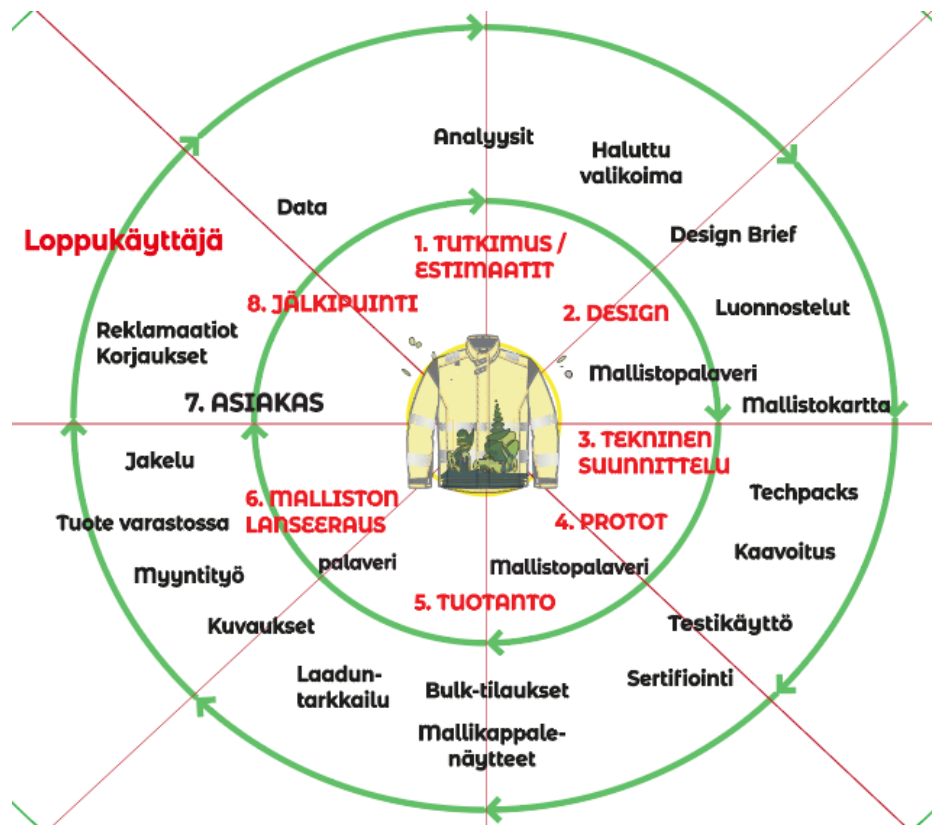 Analyysit
Haluttu
valikoima
Data
Design Brief
Loppukäyttäjä
1. TUTKIMUS /
ESTIMAATIT
8. JÄLKIPUINTI
2. DESIGN
Luonnostelut
Reklamaatiot
Korjaukset
Mallistopalaveri
7. ASIAKAS
Mallistokartta
3. TEKNINEN
SUUNNITTELU
Jakelu
6. MALLISTON
LANSEERAUS
Techpacks
Tuote varastossa
4. PROTOT
Kaavoitus
palaveri
Mallistopalaveri
Myyntityö
5. TUOTANTO
Kuvaukset
Testikäyttö
Laadun-
tarkkailu
Sertifiointi
Bulk-tilaukset
Mallikappale-
näytteet